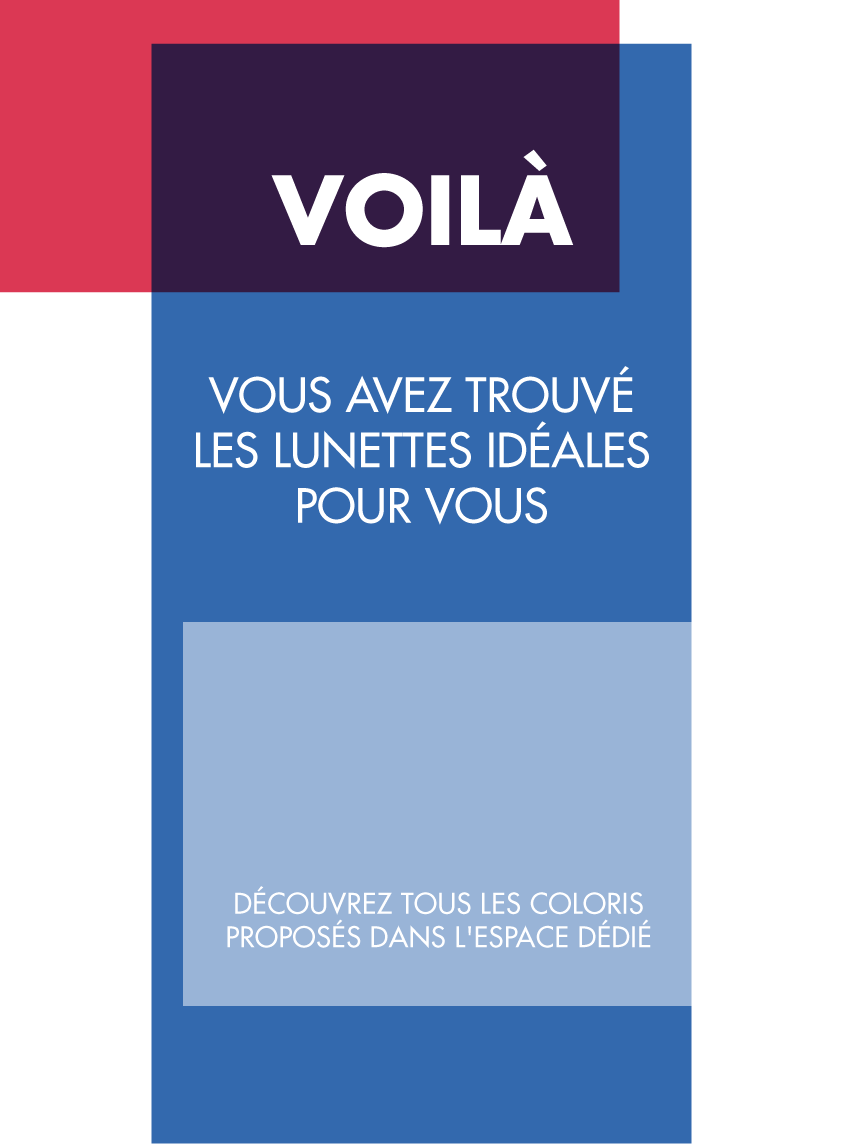 VOILÀ
VOUS AVEZ TROUVÉ
LES LUNETTES IDÉALES
POUR VOUS
DÉCOUVREZ TOUS LES COLORIS
PROPOSÉS DANS L'ESPACE DÉDIÉ